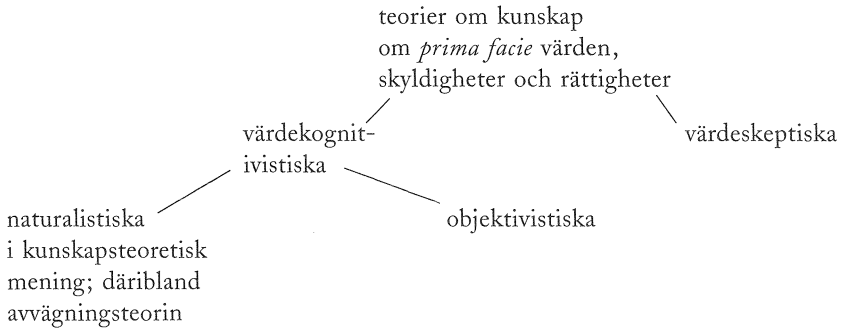 teorier om kunskap
om prima facie värden,
skyldigheter och rättigheter
värdekognit-
ivistiska
värdeskeptiska
naturalistiska
i kunskapsteoretisk
mening; däribland
avvägningsteorin
objektivistiska